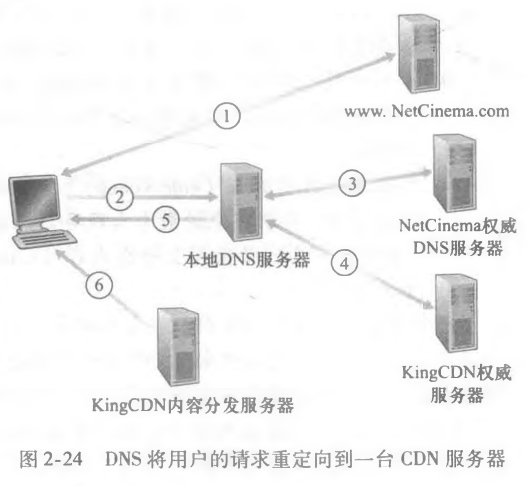 www. NetCinema.com
①
②
③
⑤
NetCinema权威
DNS服务器
本地DNS服务器
④
⑥
KingCDN权威
服务器
KingCDN内容分发服务器
图 2-24 DNS 将用户的请求重定向到一台 CDN 服务器